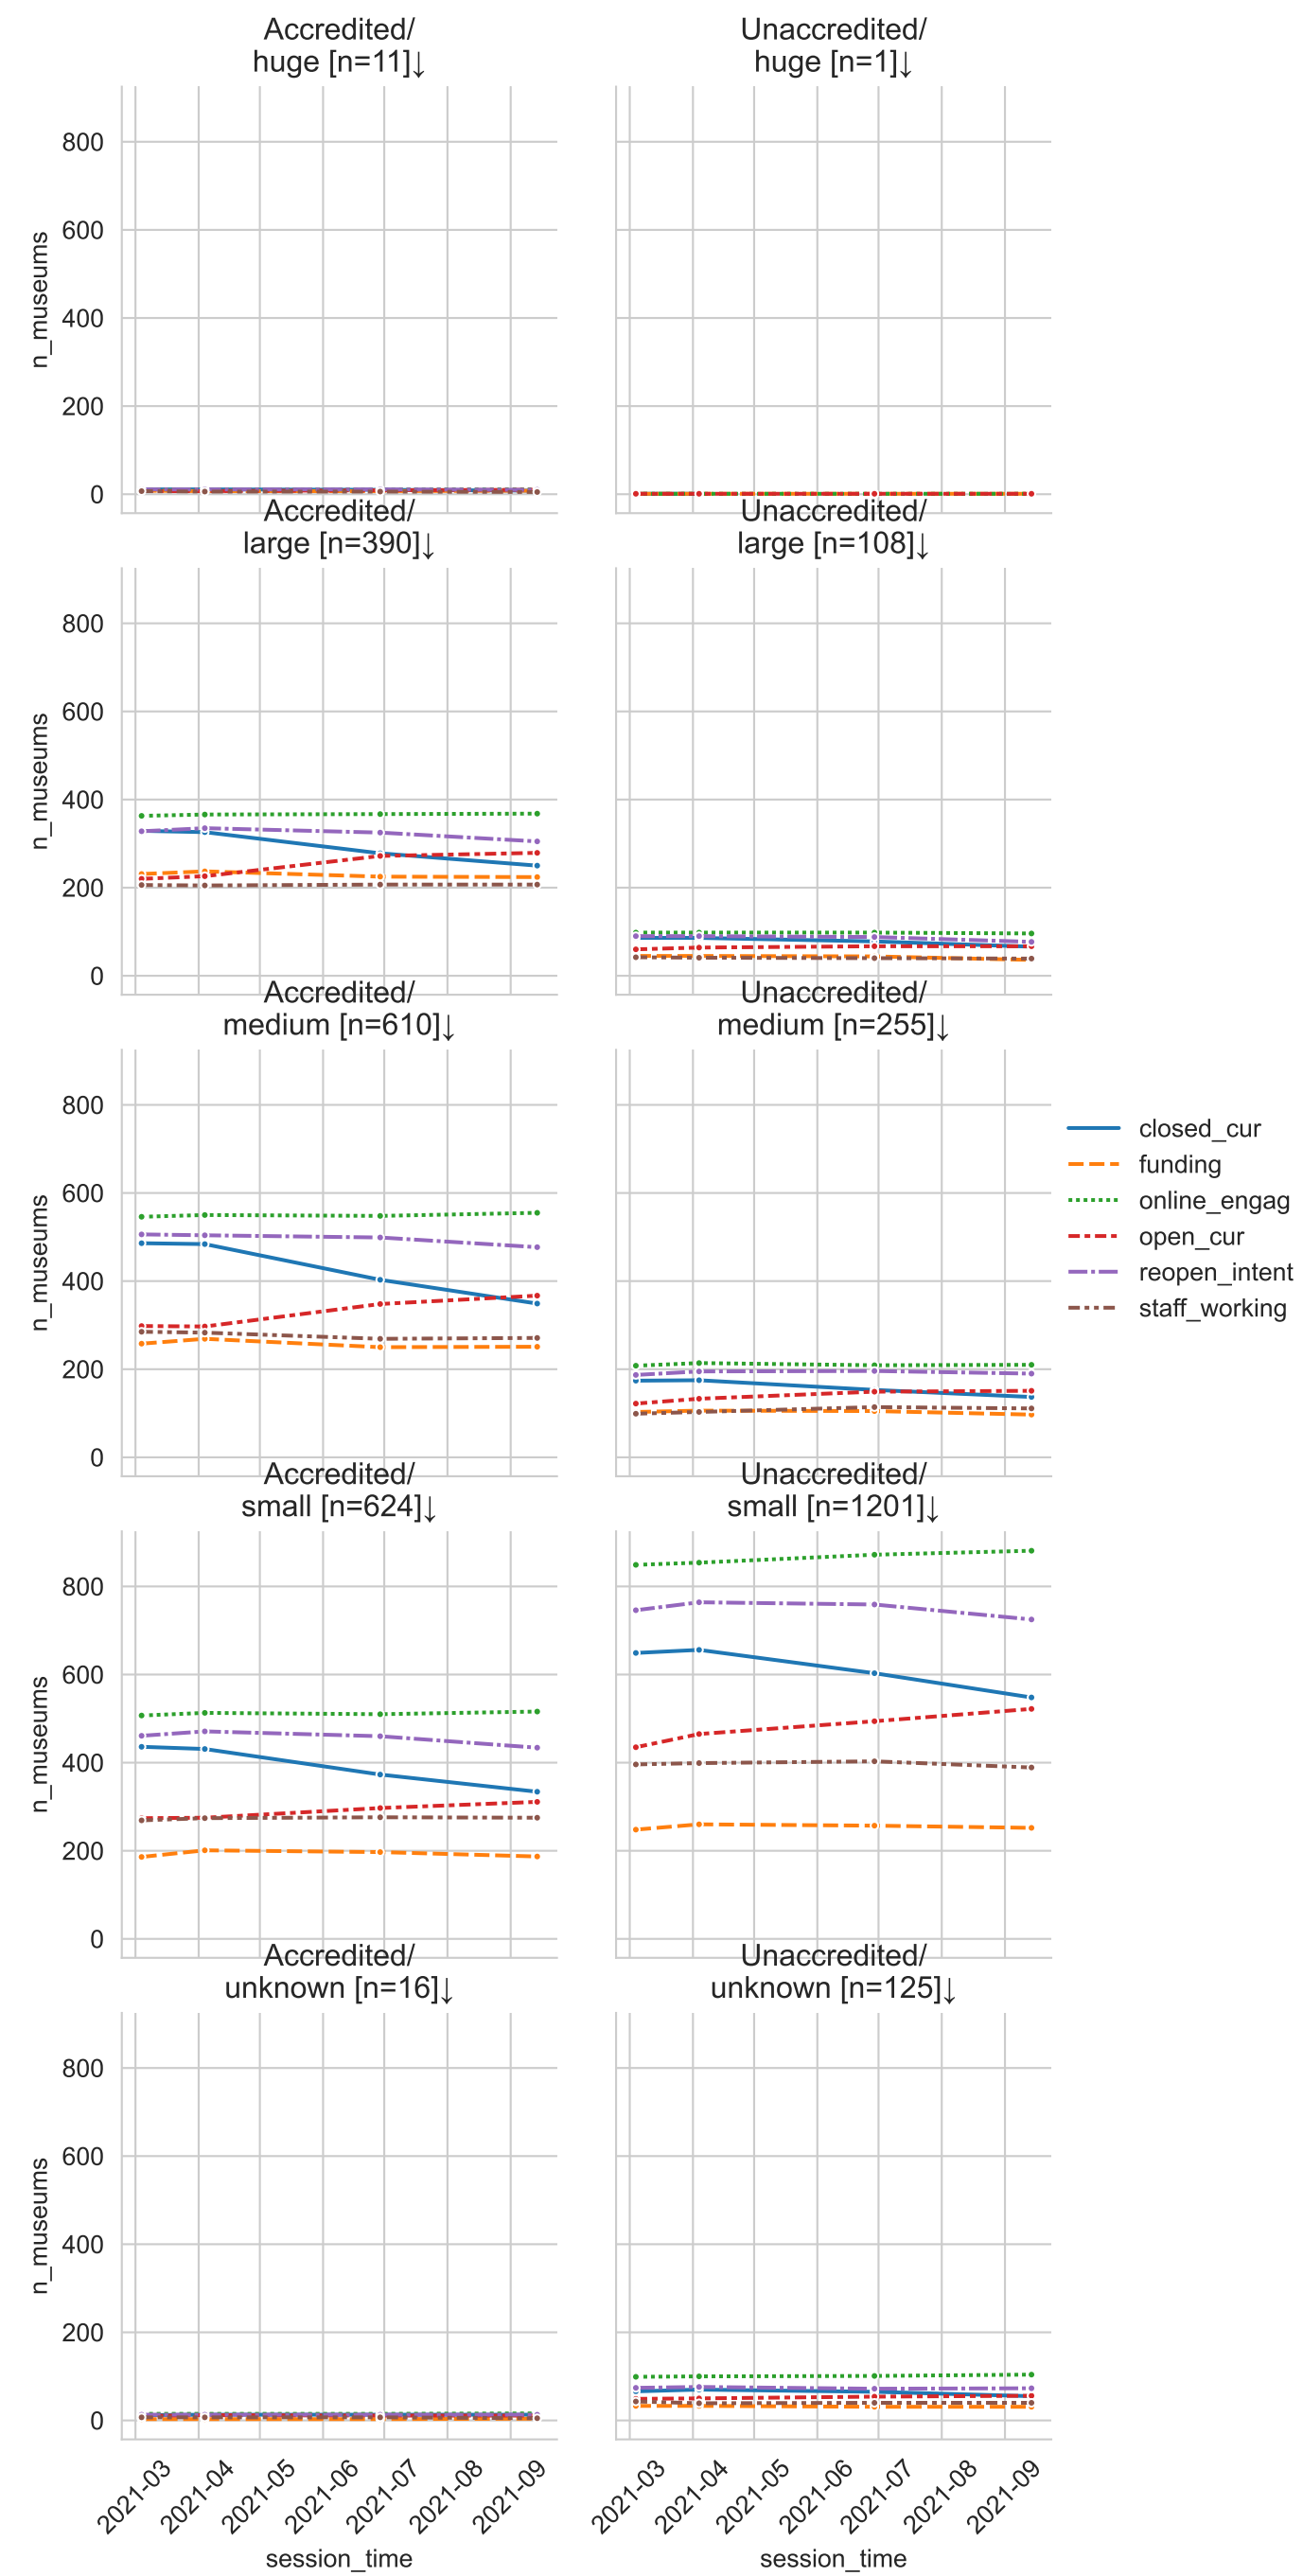 Accredited/
huge [n=11]↓
Unaccredited/
huge [n=1]↓
800
600
400
200
0
n_museums
Accredited/
large [n=390]↓
Unaccredited/
large [n=108]↓
800
600
400
200
0
n_museums
Accredited/
medium [n=610]↓
Unaccredited/
medium [n=255]↓
800
600
400
200
0
n_museums
closed_cur
funding
online_engag
open_cur
reopen_intent
staff_working
Accredited/
small [n=624]↓
Unaccredited/
small [n=1201]↓
800
600
400
200
0
n_museums
Accredited/
unknown [n=16]↓
Unaccredited/
unknown [n=125]↓
800
600
400
200
0
n_museums
2021-03
2021-04
2021-05
2021-06
2021-07
2021-08
2021-09
session_time
2021-03
2021-04
2021-05
2021-06
2021-07
2021-08
2021-09
session_time